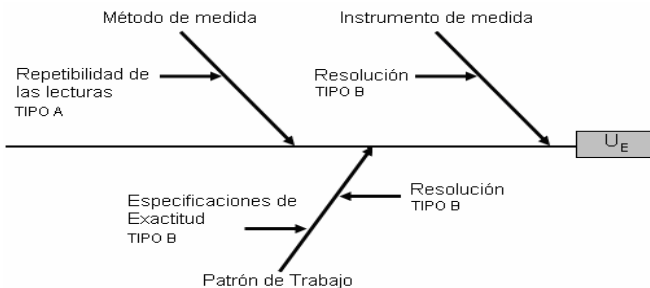 Método de medida
Instrumento de medida
Repetibilidad de
las lecturas
TIPO A
Resolución
TIPO B
U_E
Especificaciones de
Exactitud
TIPO B
Resolución
TIPO B
Patrón de Trabajo